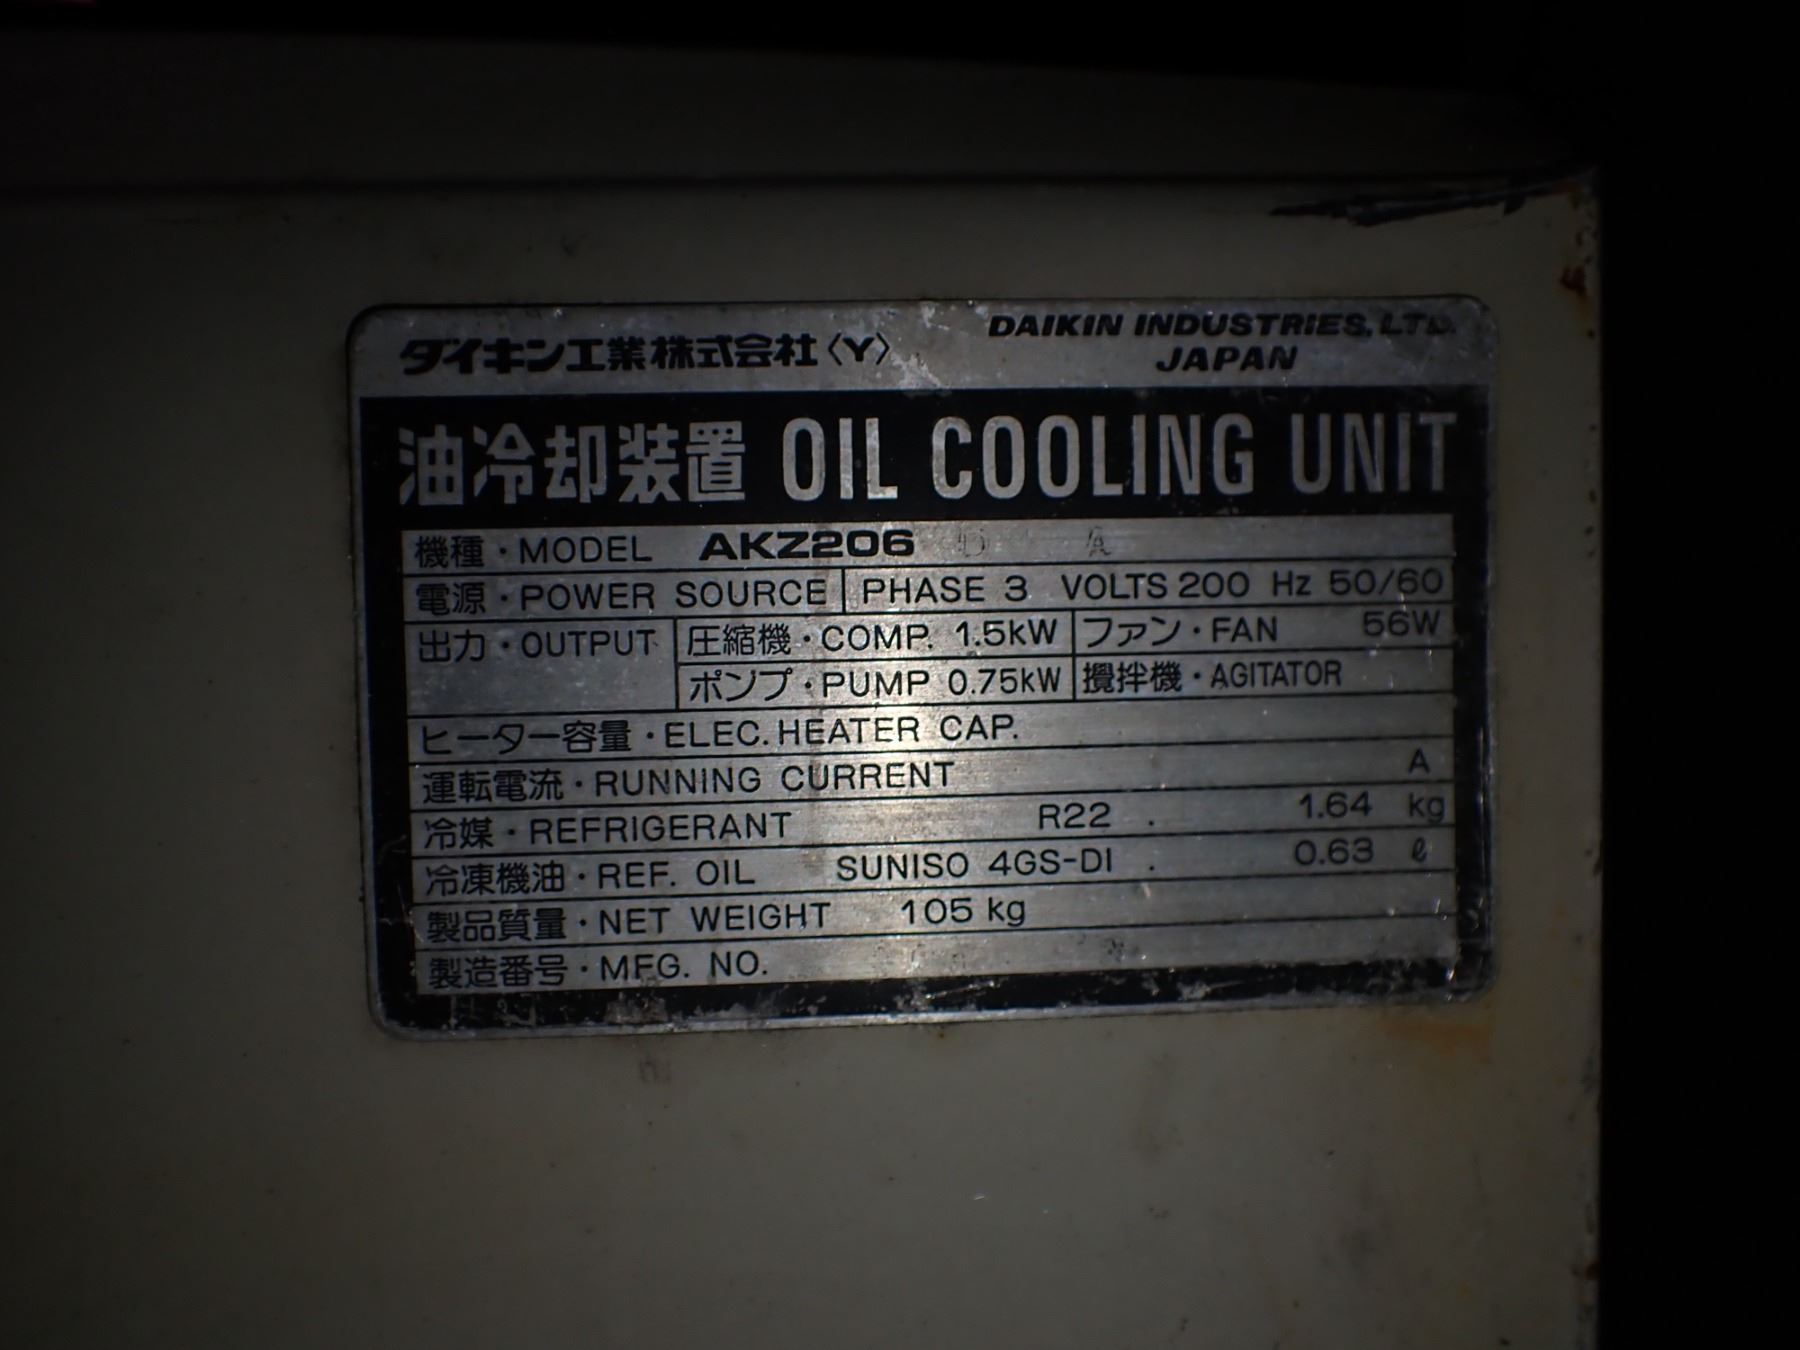 ダイキン工業株式会社〈Y〉 DAIKIN INDUSTRIES, LTD.
JAPAN
油冷却装置 OIL COOLING UNIT
機種・MODEL AKZ206
電源・POWER SOURCE PHASE 3 VOLTS 200 Hz 50/60
出力・OUTPUT 圧縮機・COMP. 1.5kW ファン・FAN 56W
ポンプ・PUMP 0.75kW 攪拌機・AGITATOR
ヒーター容量・ELEC. HEATER CAP.
運転電流・RUNNING CURRENT A
冷媒・REFRIGERANT R22 . 1.64 kg
冷凍機油・REF. OIL SUNISO 4GS-DI . 0.63 ℓ
製品質量・NET WEIGHT 105 kg
製造番号・MFG. NO.